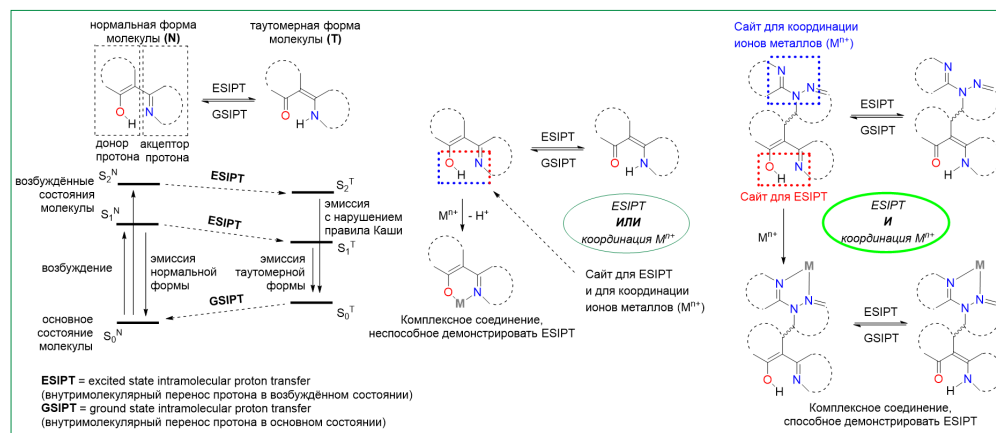 нормальная форма
молекулы (N)
таутомерная форма
молекулы (T)
O
H
N
ESIPT
GSIPT
O
H
N
донор
протона
акцептор
протона
возбуждённые
состояния
молекулы
S₂ᴺ
ESIPT
S₂ᵀ
S₁ᴺ
ESIPT
эмиссия
с нарушением
правила Каши
S₁ᵀ
возбуждение
эмиссия
нормальной
формы
эмиссия
таутомерной
формы
GSIPT
S₀ᵀ
основное
состояние
молекулы
S₀ᴺ
ESIPT = excited state intramolecular proton transfer
(внутримолекулярный перенос протона в возбуждённом состоянии)
GSIPT = ground state intramolecular proton transfer
(внутримолекулярный перенос протона в основном состоянии)
O
H
N
ESIPT
GSIPT
O
HN
Mⁿ⁺
- H⁺
O
M
N
Комплексное соединение,
неспособное демонстрировать ESIPT
ESIPT
ИЛИ
координация Mⁿ⁺
Сайт для ESIPT
и для координации
ионов металлов (Mⁿ⁺)
Сайт для координации
ионов металлов (Mⁿ⁺)
N
N
N
O
H
N
Сайт для ESIPT
ESIPT
GSIPT
N
N
N
O
HN
Mⁿ⁺
ESIPT
И
координация Mⁿ⁺
M
N
N
N
O
H
N
ESIPT
GSIPT
M
N
N
N
O
HN
Комплексное соединение,
способное демонстрировать ESIPT